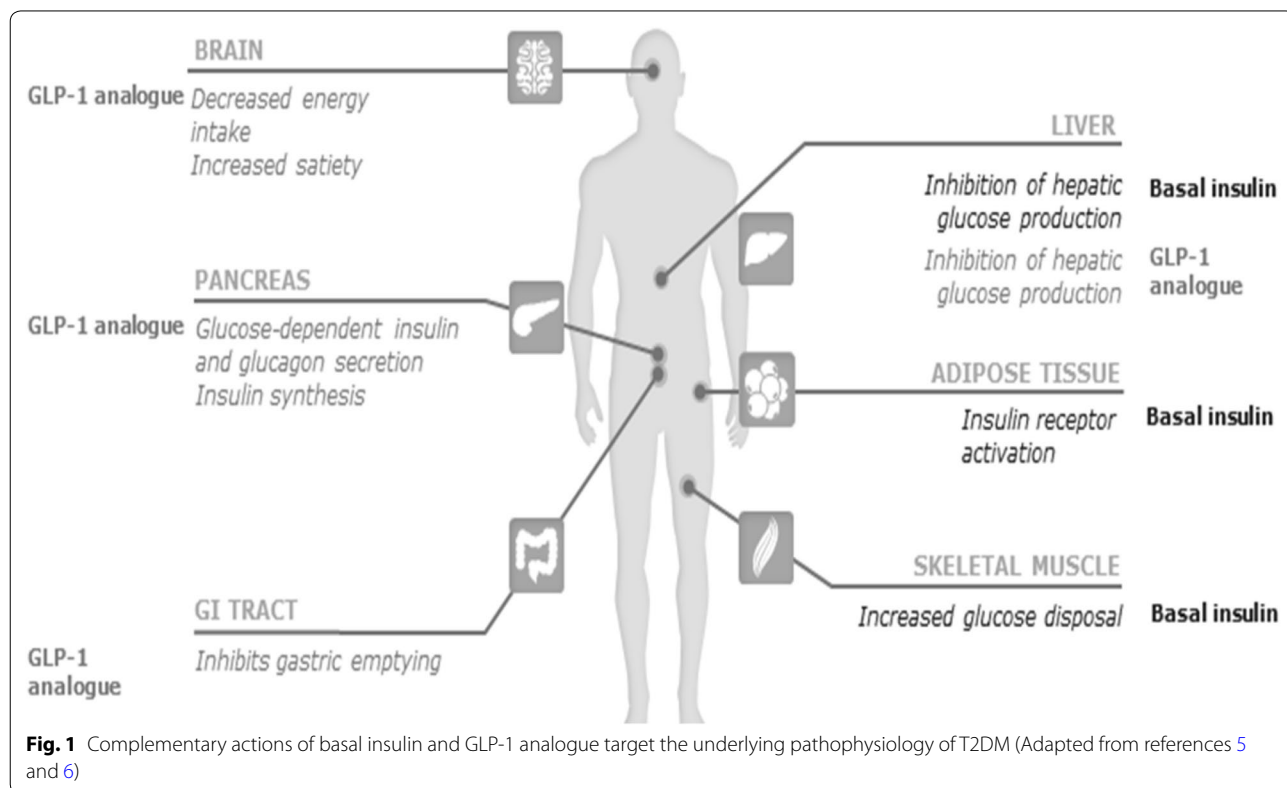 BRAIN
GLP-1 analogue
Decreased energy
intake
Increased satiety
PANCREAS
GLP-1 analogue
Glucose-dependent insulin
and glucagon secretion
Insulin synthesis
GI TRACT
GLP-1
analogue
Inhibits gastric emptying
LIVER
Inhibition of hepatic
glucose production
Basal insulin
Inhibition of hepatic
glucose production
GLP-1
analogue
ADIPOSE TISSUE
Insulin receptor
activation
Basal insulin
SKELETAL MUSCLE
Increased glucose disposal
Basal insulin
Fig. 1 Complementary actions of basal insulin and GLP-1 analogue target the underlying pathophysiology of T2DM (Adapted from references 5
and 6)